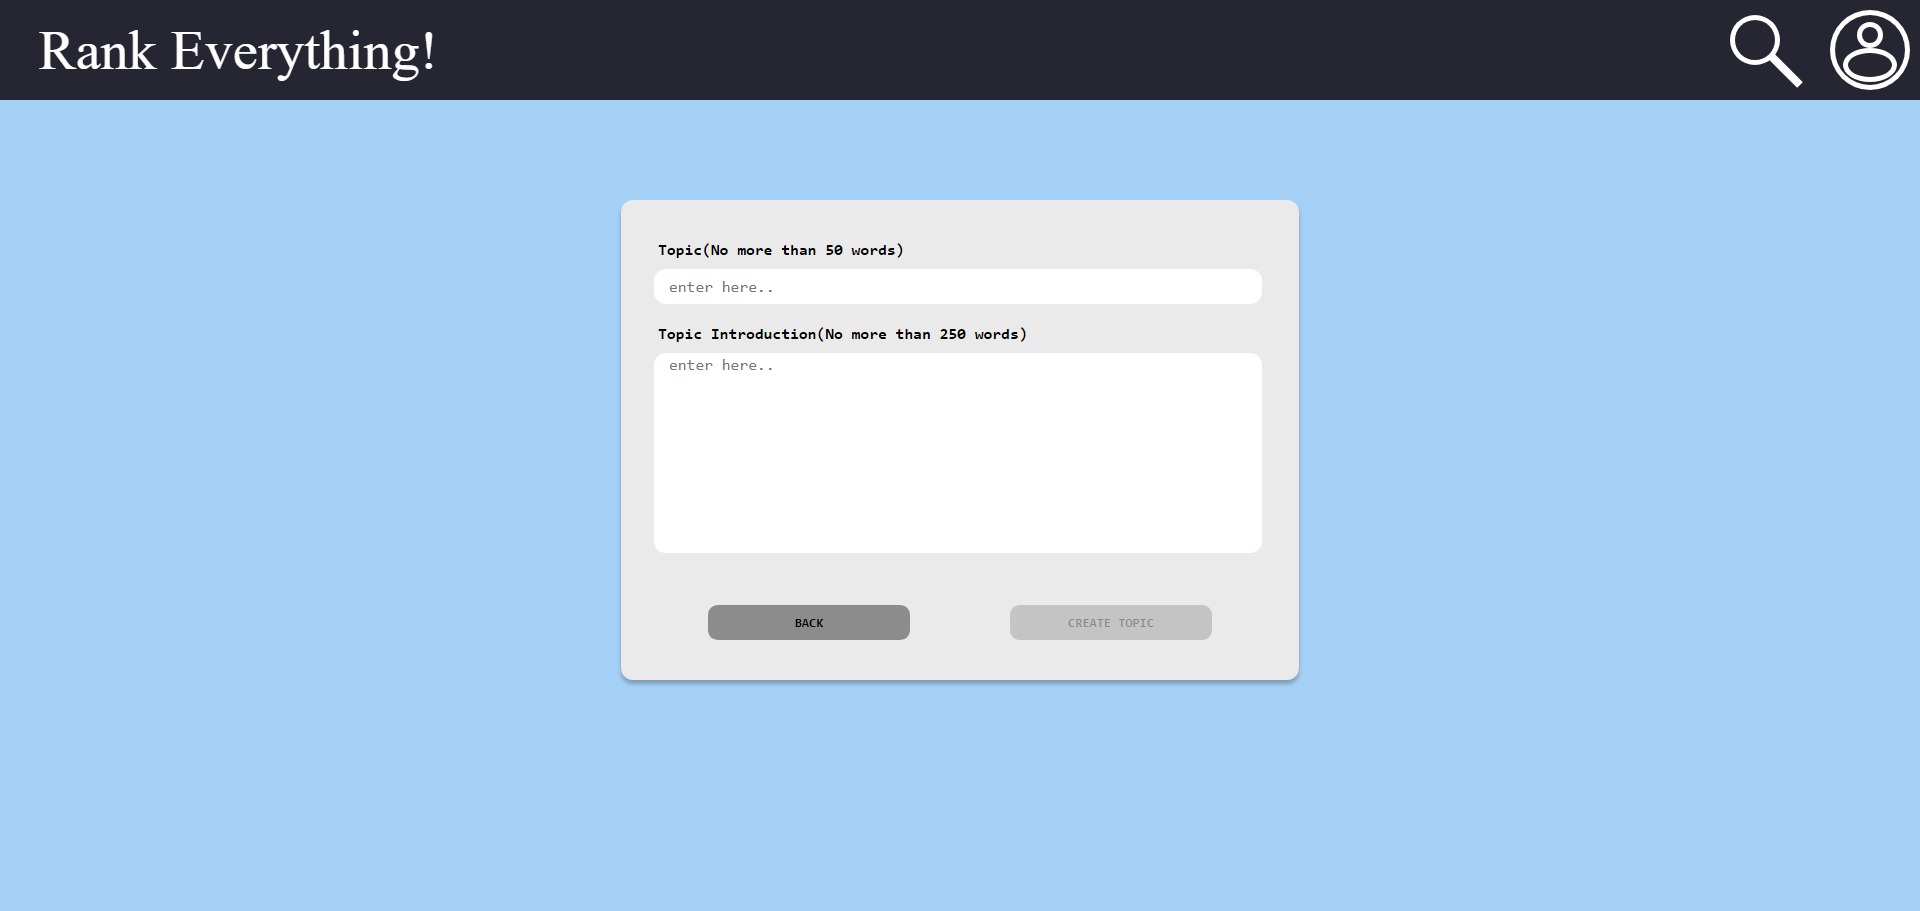 Rank Everything!
Topic(No more than 50 words)
enter here..
Topic Introduction(No more than 250 words)
enter here..
BACK
CREATE TOPIC